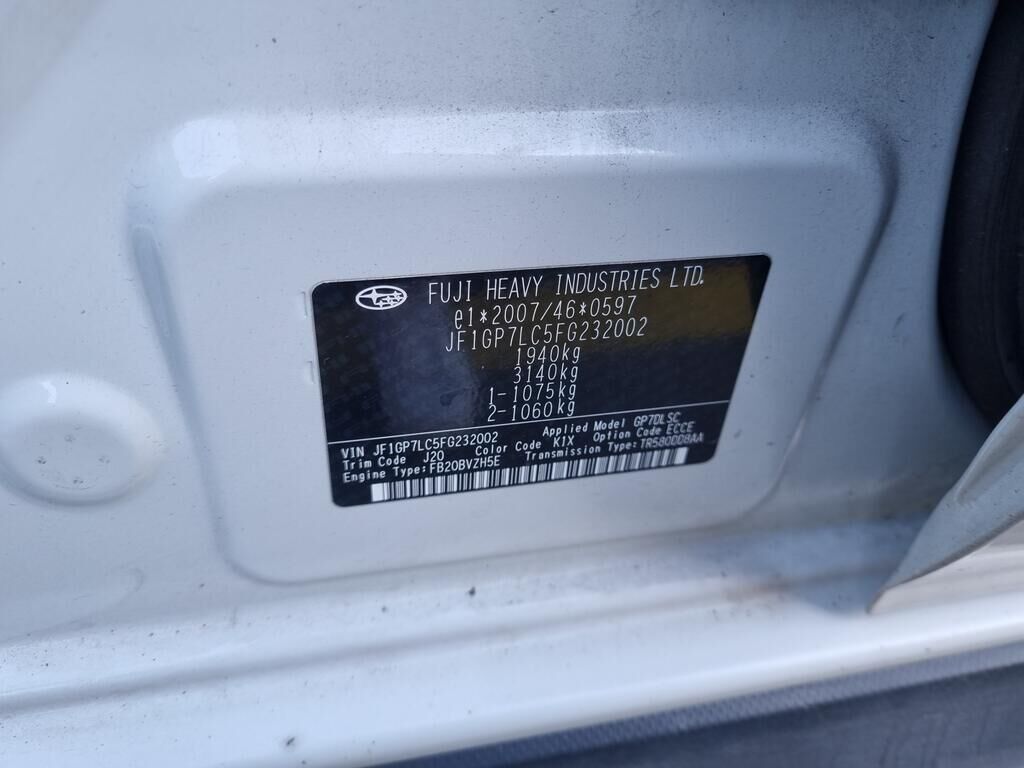 FUJI HEAVY INDUSTRIES LTD.
e1*2007/46*0597
JF1GP7LC5FG232002
1940kg
3140kg
1-1075kg
2-1060kg
VIN JF1GP7LC5FG232002 Applied Model GP7DLSC
Trim Code J20 Color Code K1X Option Code ECCE
Engine Type:FB20BVZH5E Transmission Type:TR580DD8AA